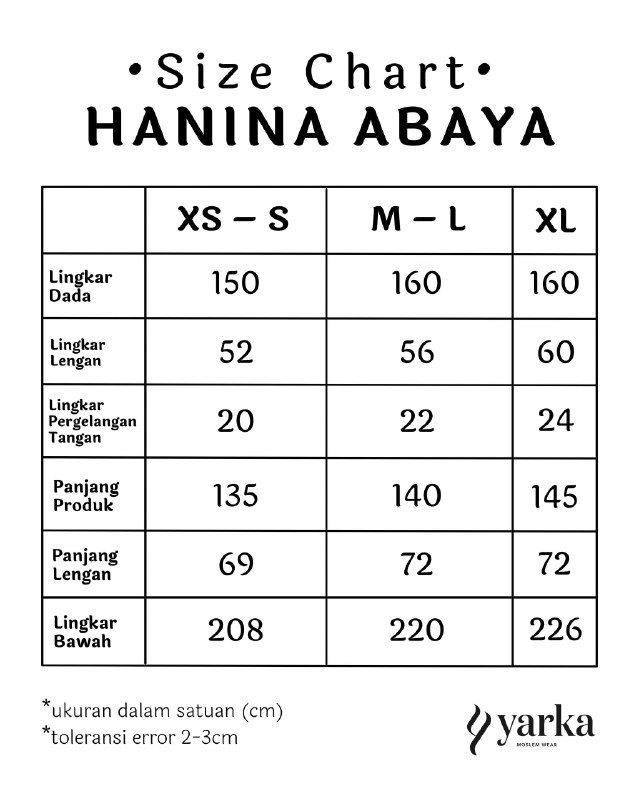 •Size Chart•
HANINA ABAYA
XS – S M – L XL
Lingkar Dada 150 160 160
Lingkar Lengan 52 56 60
Lingkar Pergelangan Tangan 20 22 24
Panjang Produk 135 140 145
Panjang Lengan 69 72 72
Lingkar Bawah 208 220 226
*ukuran dalam satuan (cm)
*toleransi error 2-3cm
yarka
MOSLEM WEAR